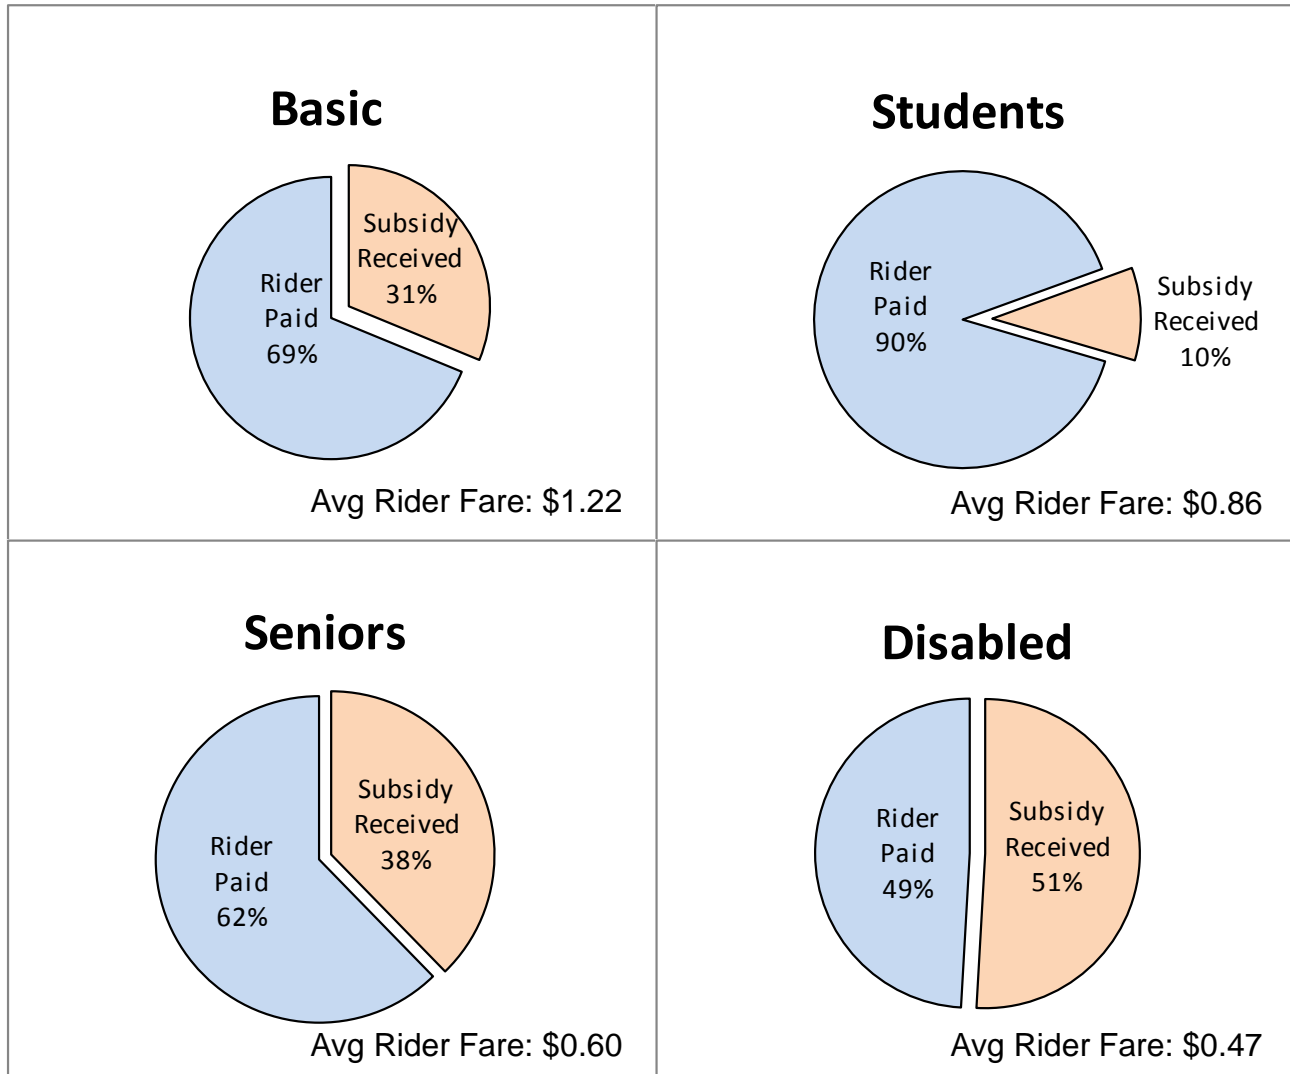 Basic
Subsidy
Received
31%
Rider
Paid
69%
Avg Rider Fare: $1.22
Students
Rider
Paid
90%
Subsidy
Received
10%
Avg Rider Fare: $0.86
Seniors
Subsidy
Received
38%
Rider
Paid
62%
Avg Rider Fare: $0.60
Disabled
Rider
Paid
49%
Subsidy
Received
51%
Avg Rider Fare: $0.47